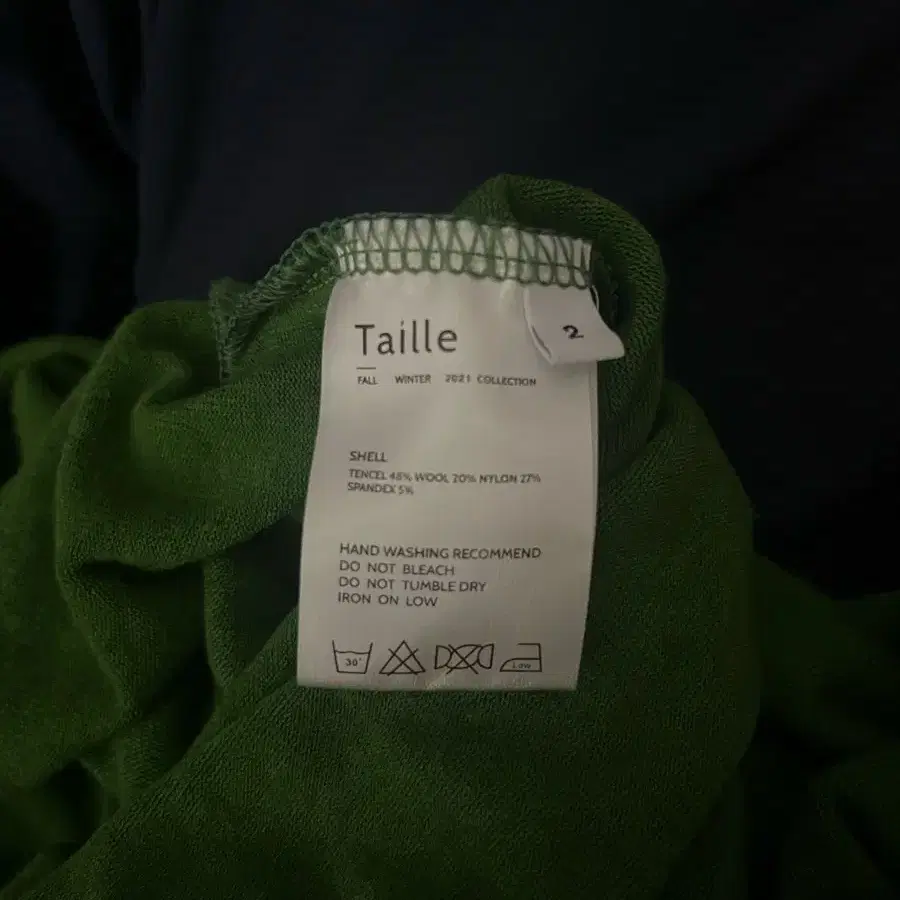 Taille
2
FALL WINTER 2021 COLLECTION
SHELL
TENCEL 48% WOOL 20% NYLON 27%
SPANDEX 5%
HAND WASHING RECOMMEND
DO NOT BLEACH
DO NOT TUMBLE DRY
IRON ON LOW
30° Low